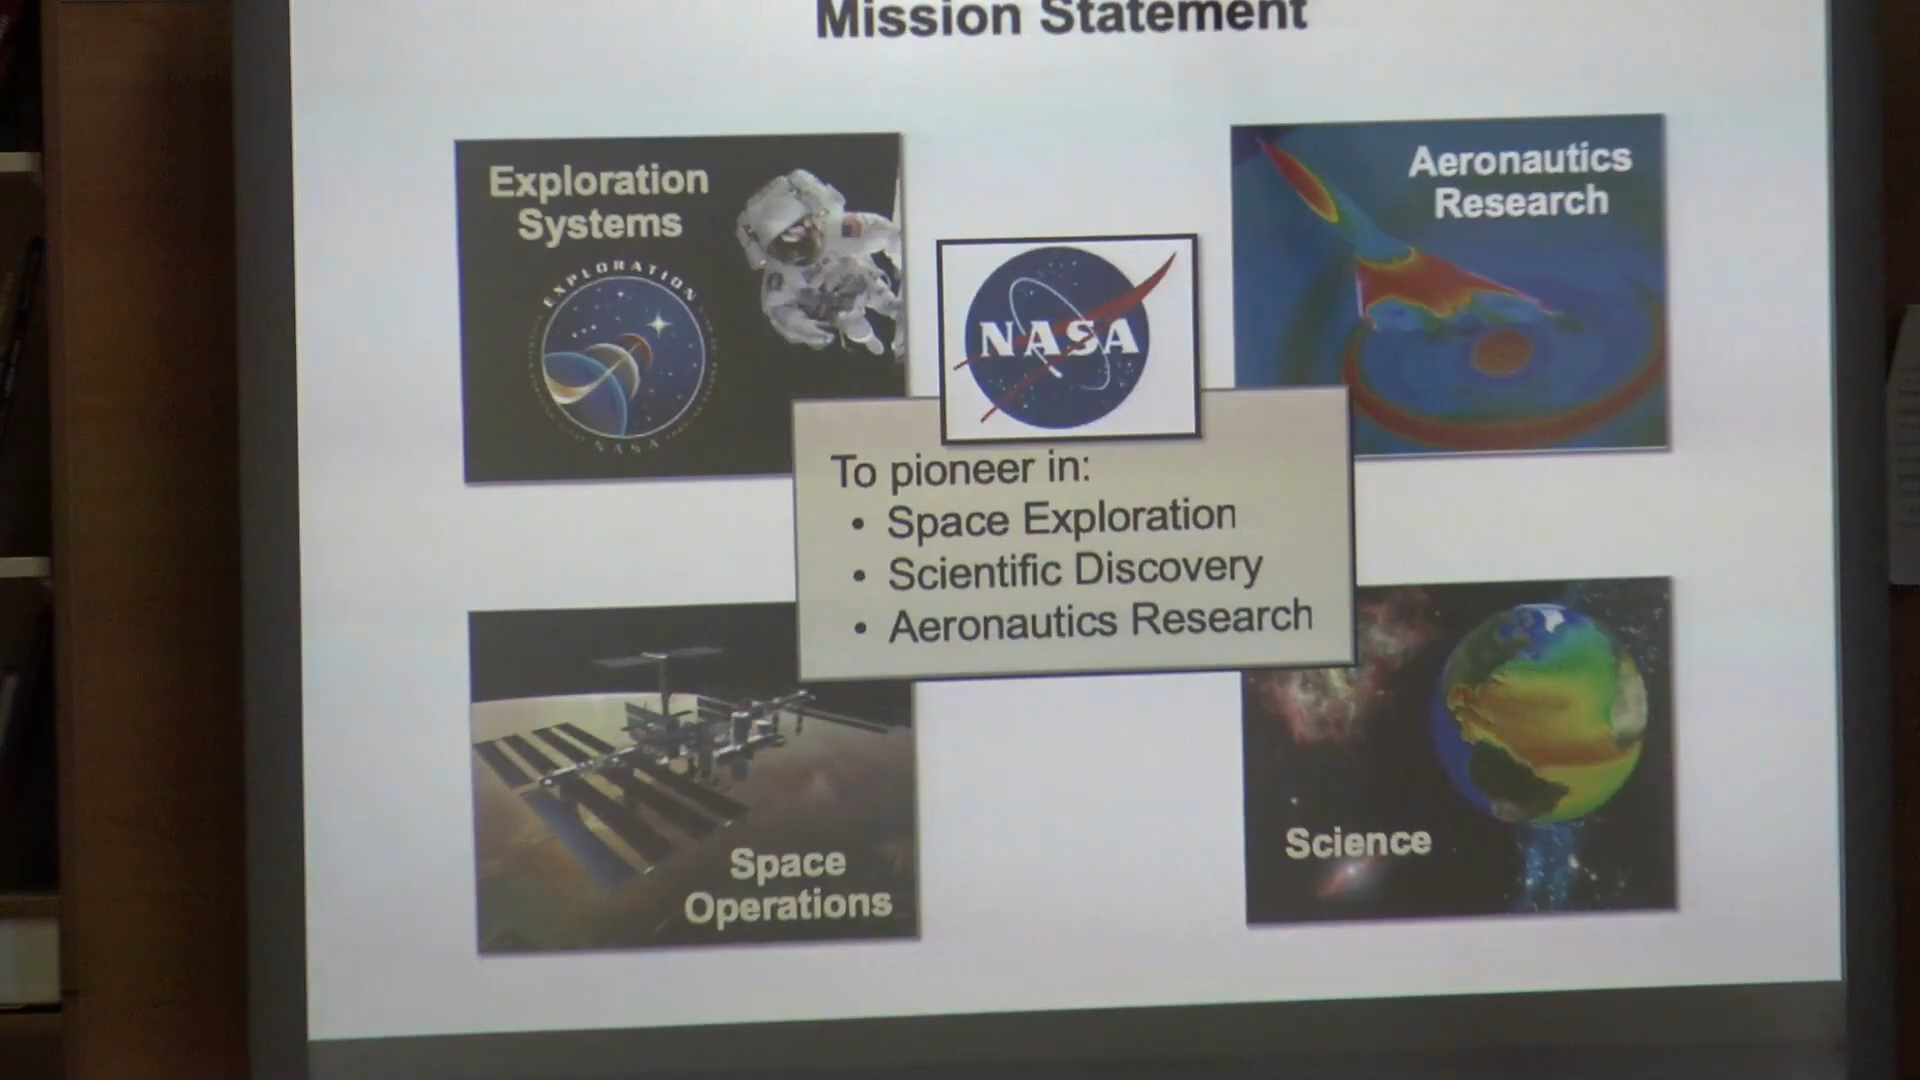 Mission Statement
Exploration
Systems
EXPLORATION
NASA
Aeronautics
Research
NASA
To pioneer in:
• Space Exploration
• Scientific Discovery
• Aeronautics Research
Space
Operations
Science